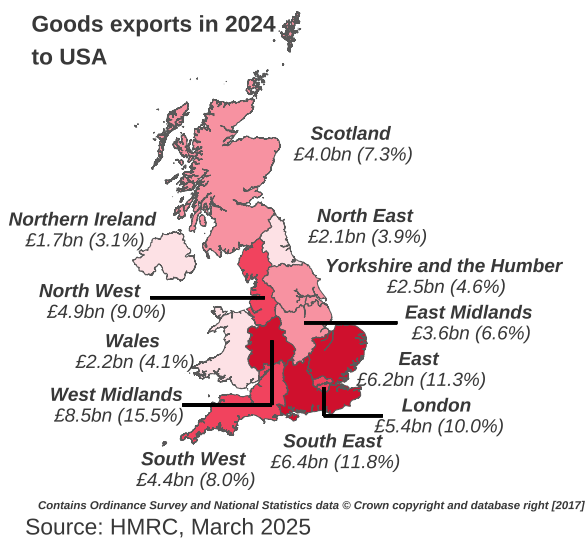 Goods exports in 2024
to USA
Scotland
£4.0bn (7.3%)
Northern Ireland
£1.7bn (3.1%)
North East
£2.1bn (3.9%)
Yorkshire and the Humber
£2.5bn (4.6%)
North West
£4.9bn (9.0%)
East Midlands
£3.6bn (6.6%)
Wales
£2.2bn (4.1%)
East
£6.2bn (11.3%)
West Midlands
£8.5bn (15.5%)
London
£5.4bn (10.0%)
South East
£6.4bn (11.8%)
South West
£4.4bn (8.0%)
Contains Ordinance Survey and National Statistics data © Crown copyright and database right [2017]
Source: HMRC, March 2025